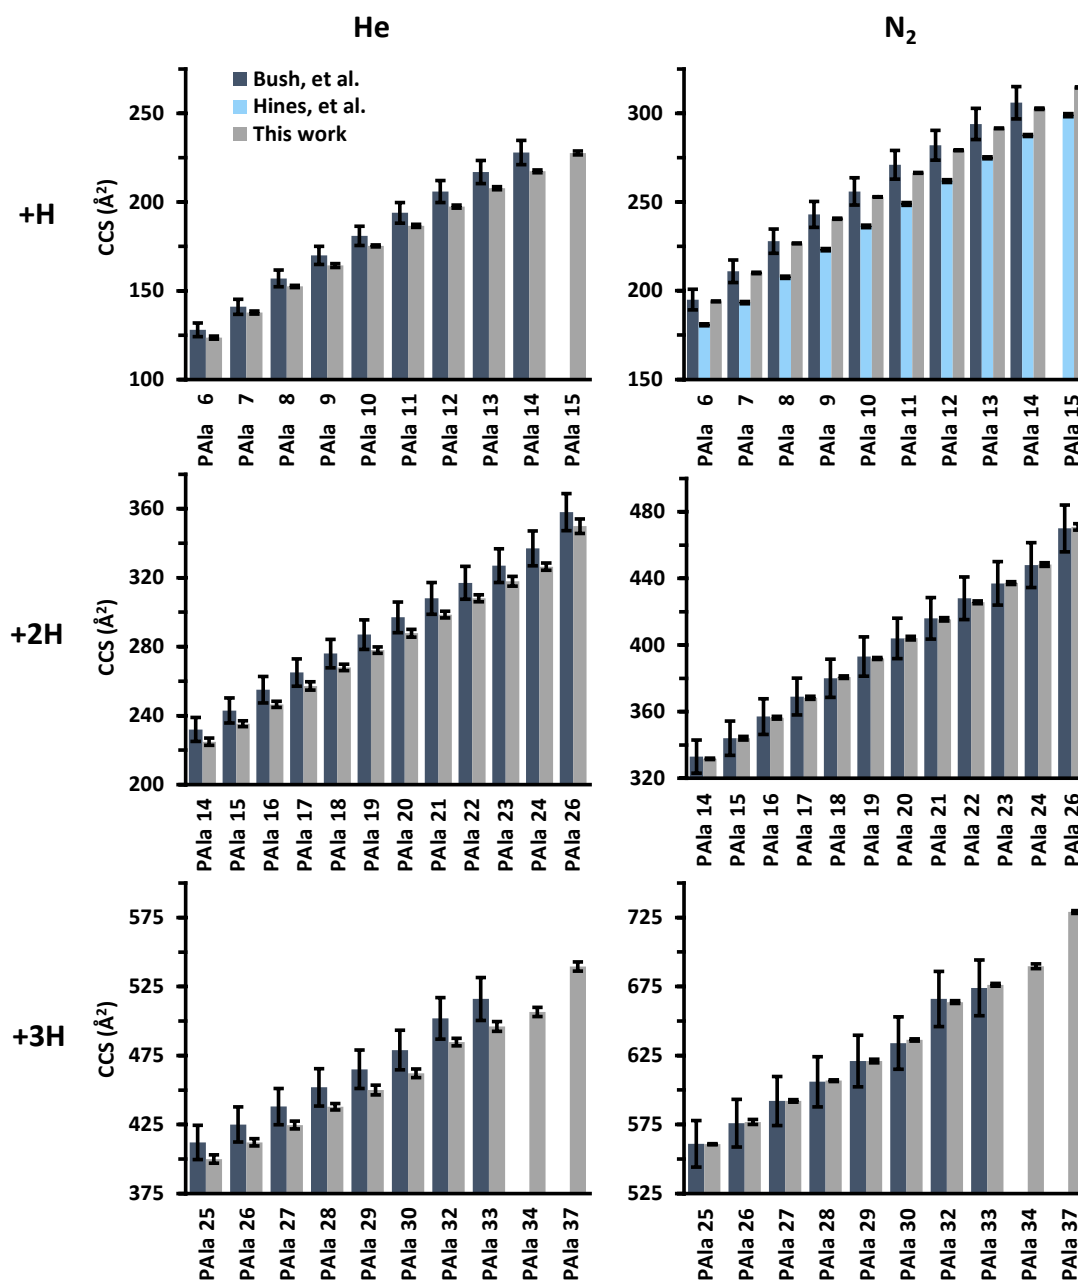 He
N₂
Bush, et al.
Hines, et al.
This work
+H
CCS (Å²)
250
200
150
100
PAla 6
PAla 7
PAla 8
PAla 9
PAla 10
PAla 11
PAla 12
PAla 13
PAla 14
PAla 15
300
250
200
150
PAla 6
PAla 7
PAla 8
PAla 9
PAla 10
PAla 11
PAla 12
PAla 13
PAla 14
PAla 15
+2H
CCS (Å²)
360
320
280
240
200
PAla 14
PAla 15
PAla 16
PAla 17
PAla 18
PAla 19
PAla 20
PAla 21
PAla 22
PAla 23
PAla 24
PAla 26
480
440
400
360
320
PAla 14
PAla 15
PAla 16
PAla 17
PAla 18
PAla 19
PAla 20
PAla 21
PAla 22
PAla 23
PAla 24
PAla 26
+3H
CCS (Å²)
575
525
475
425
375
PAla 25
PAla 26
PAla 27
PAla 28
PAla 29
PAla 30
PAla 32
PAla 33
PAla 34
PAla 37
725
675
625
575
525
PAla 25
PAla 26
PAla 27
PAla 28
PAla 29
PAla 30
PAla 32
PAla 33
PAla 34
PAla 37